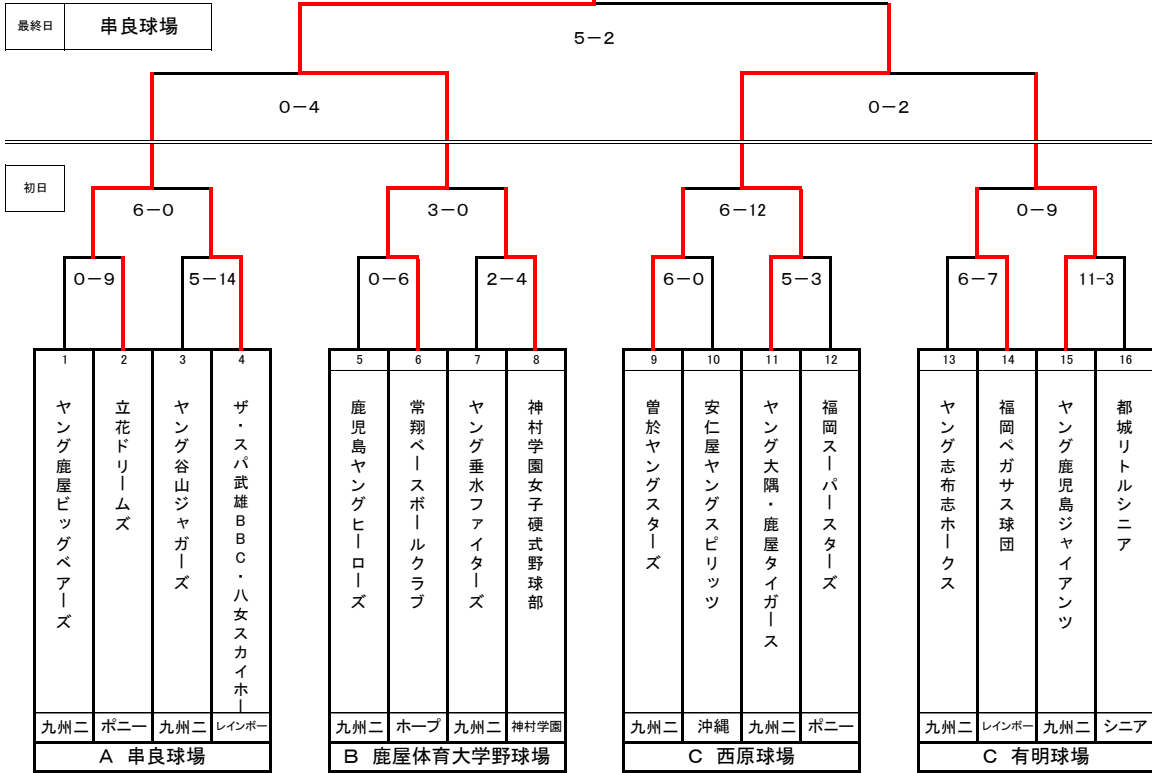 最終日
串良球場
5－2
0－4
0－2
初日
6－0
3－0
6－12
0－9
0－9
5－14
0－6
2－4
6－0
5－3
6－7
11-3
1
2
3
4
5
6
7
8
9
10
11
12
13
14
15
16
ヤング鹿屋ビッグベアーズ
立花ドリームズ
ヤング谷山ジャガーズ
ザ・スパ武雄BBC・八女スカイホー
鹿児島ヤングヒーローズ
常翔ベースボールクラブ
ヤング垂水ファイターズ
神村学園女子硬式野球部
曽於ヤングスターズ
安仁屋ヤングスピリッツ
ヤング大隅・鹿屋タイガース
福岡スーパースターズ
ヤング志布志ホークス
福岡ペガサス球団
ヤング鹿児島ジャイアンツ
都城リトルシニア
九州二
ポニー
九州二
レインボー
九州二
ホープ
九州二
神村学園
九州二
沖縄
九州二
ポニー
九州二
レインボー
九州二
シニア
A 串良球場
B 鹿屋体育大学野球場
C 西原球場
C 有明球場